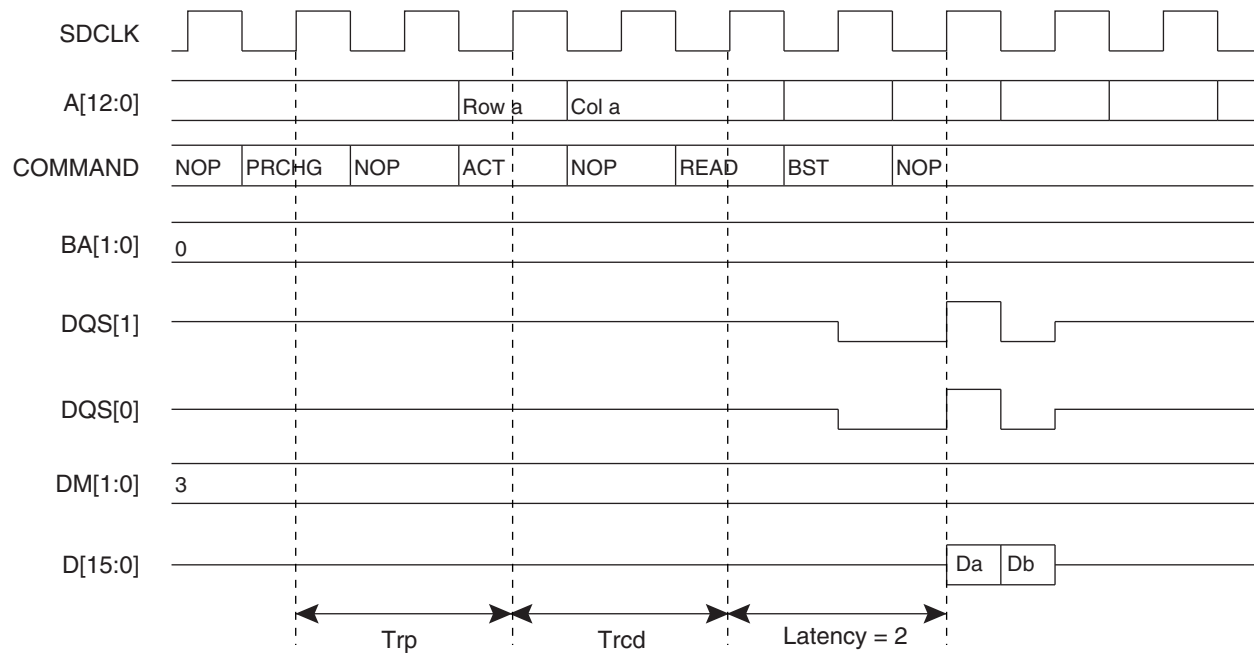 SDCLK
A[12:0] Row a Col a
COMMAND NOP PRCHG NOP ACT NOP READ BST NOP
BA[1:0] 0
DQS[1]
DQS[0]
DM[1:0] 3
D[15:0] Da Db
Trp Trcd Latency = 2